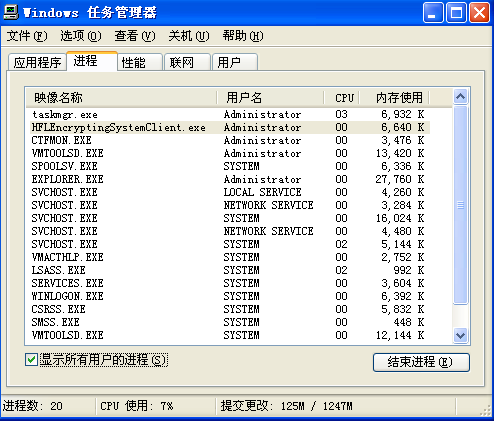 Windows 任务管理器
文件(F) 选项(O) 查看(V) 关机(U) 帮助(H)
应用程序 进程 性能 联网 用户
映像名称 用户名 CPU 内存使用
taskmgr.exe Administrator 03 6,932 K
HFLEncryptingSystemClient.exe Administrator 00 6,640 K
CTFMON.EXE Administrator 00 3,476 K
VMTOOLSD.EXE Administrator 00 13,420 K
SPOOLSV.EXE SYSTEM 00 6,336 K
EXPLORER.EXE Administrator 00 27,760 K
SVCHOST.EXE LOCAL SERVICE 00 4,260 K
SVCHOST.EXE NETWORK SERVICE 00 3,284 K
SVCHOST.EXE SYSTEM 00 16,024 K
SVCHOST.EXE NETWORK SERVICE 00 4,480 K
SVCHOST.EXE SYSTEM 02 5,144 K
VMACTHLP.EXE SYSTEM 00 2,752 K
LSASS.EXE SYSTEM 02 992 K
SERVICES.EXE SYSTEM 00 3,604 K
WINLOGON.EXE SYSTEM 00 6,392 K
CSRSS.EXE SYSTEM 00 5,832 K
SMSS.EXE SYSTEM 00 448 K
VMTOOLSD.EXE SYSTEM 00 12,144 K
显示所有用户的进程(S) 结束进程(E)
进程数: 20 CPU 使用: 7% 提交更改: 125M / 1247M